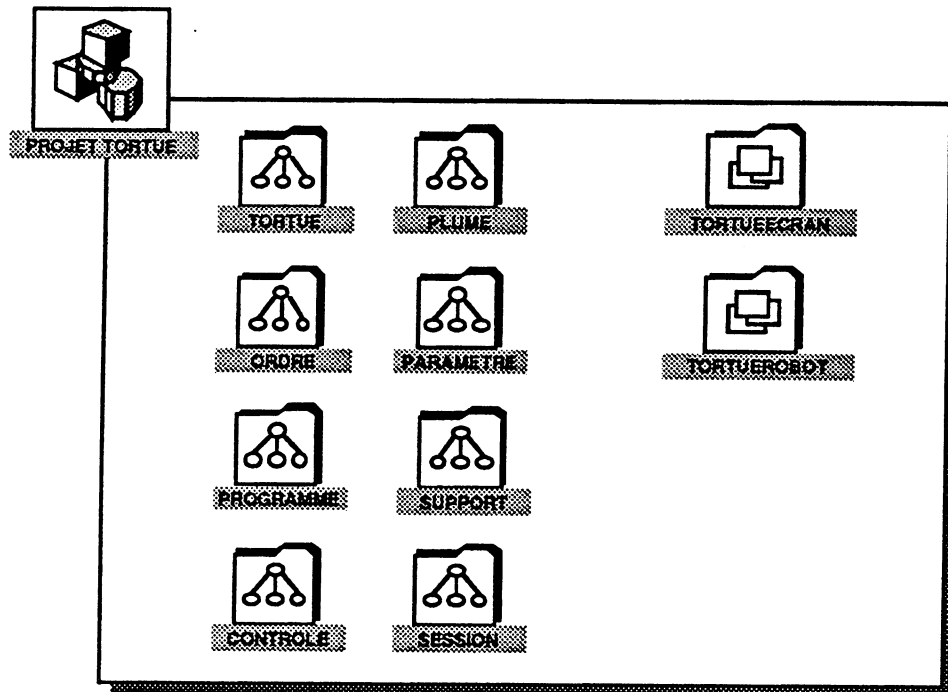 PROJET TORTUE
TORTUE
PLUME
TORTUEECRAN
ORDRE
PARAMETRE
TORTUEROBOT
PROGRAMME
SUPPORT
CONTROLE
SESSION